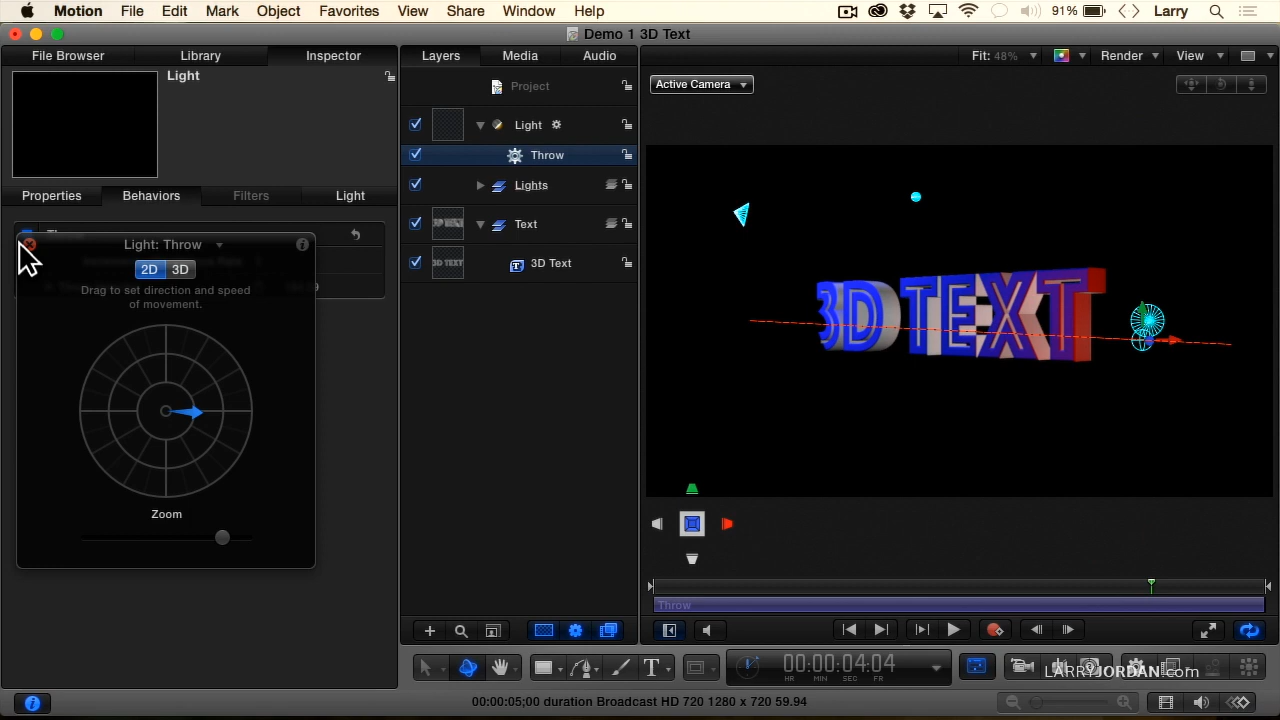 Motion File Edit Mark Object Favorites View Share Window Help 91% Larry
Demo 1 3D Text
File Browser Library Inspector Layers Media Audio Fit: 48% Render View
Light
Active Camera
Project
Light
Throw
Properties Behaviors Filters Light
Lights
Text
3D Text
Light: Throw
2D 3D
Drag to set direction and speed
of movement.
Zoom
3D TEXT
3D TEXT
Throw
00:00:04:04
HR MIN SEC FR
LARRYJORDAN.com
00:00:05;00 duration Broadcast HD 720 1280 x 720 59.94